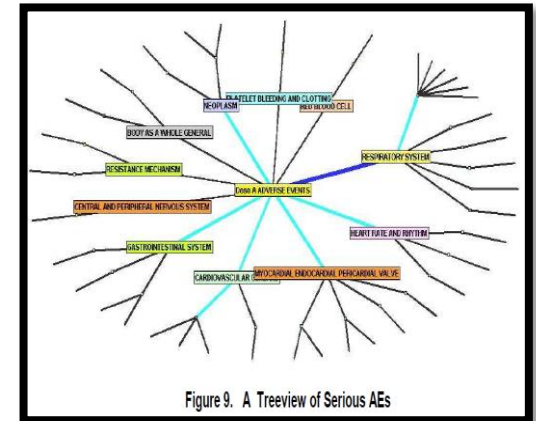 PLATELET BLEEDING AND CLOTTING
NEOPLASM
RED BLOOD CELL
BODY AS A WHOLE GENERAL
RESPIRATORY SYSTEM
RESISTANCE MECHANISM
Dose A ADVERSE EVENTS
CENTRAL AND PERIPHERAL NERVOUS SYSTEM
HEART RATE AND RHYTHM
GASTROINTESTINAL SYSTEM
CARDIOVASCULAR
MYOCARDIAL ENDOCARDIAL PERICARDIAL VALVE
Figure 9. A Treeview of Serious AEs